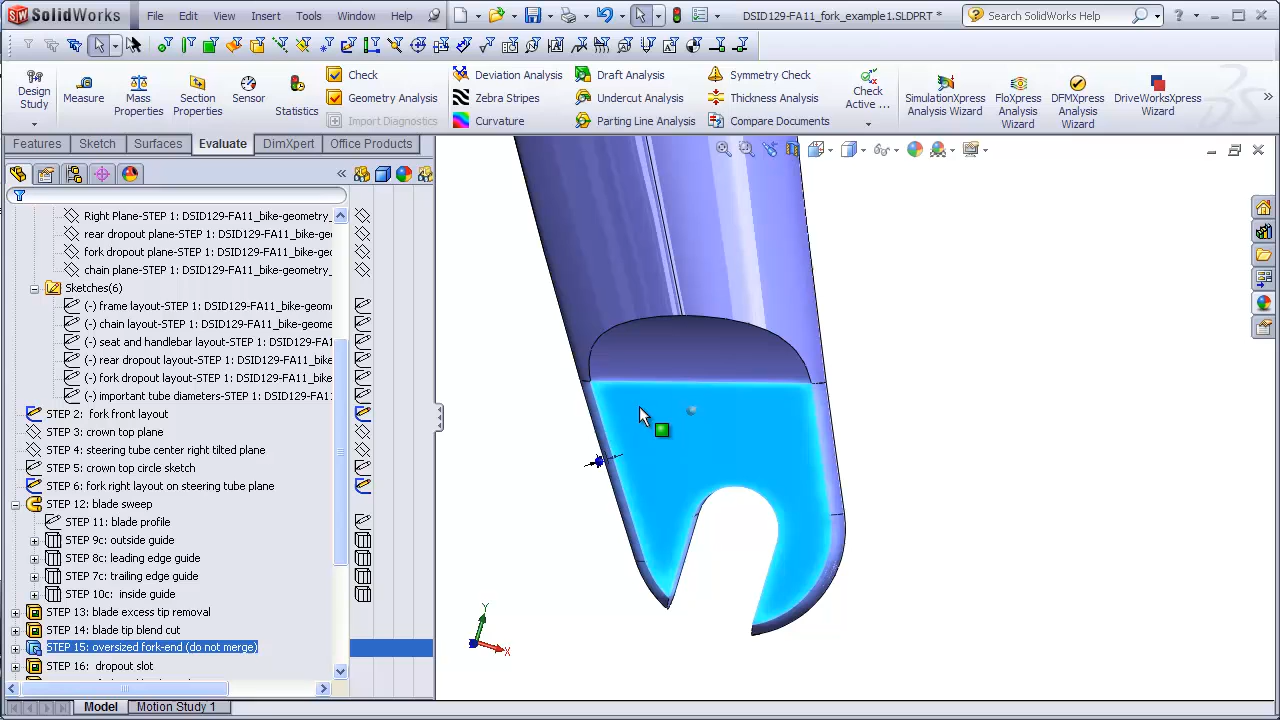 SolidWorks File Edit View Insert Tools Window Help DSID129-FA11_fork_example1.SLDPRT * Search SolidWorks Help
Design Study
Measure
Mass Properties
Section Properties
Sensor
Statistics
Check
Geometry Analysis
Import Diagnostics
Deviation Analysis
Zebra Stripes
Curvature
Draft Analysis
Undercut Analysis
Parting Line Analysis
Symmetry Check
Thickness Analysis
Compare Documents
Check Active ...
SimulationXpress Analysis Wizard
FloXpress Analysis Wizard
DFMXpress Analysis Wizard
DriveWorksXpress Wizard
Features Sketch Surfaces Evaluate DimXpert Office Products
Right Plane-STEP 1: DSID129-FA11_bike-geometry_
rear dropout plane-STEP 1: DSID129-FA11_bike-ge
fork dropout plane-STEP 1: DSID129-FA11_bike-ge
chain plane-STEP 1: DSID129-FA11_bike-geometry_
Sketches(6)
(-) frame layout-STEP 1: DSID129-FA11_bike-geom
(-) chain layout-STEP 1: DSID129-FA11_bike-geome
(-) seat and handlebar layout-STEP 1: DSID129-FA
(-) rear dropout layout-STEP 1: DSID129-FA11_bik
(-) fork dropout layout-STEP 1: DSID129-FA11_bik
(-) important tube diameters-STEP 1: DSID129-FA
STEP 2: fork front layout
STEP 3: crown top plane
STEP 4: steering tube center right tilted plane
STEP 5: crown top circle sketch
STEP 6: fork right layout on steering tube plane
STEP 12: blade sweep
STEP 11: blade profile
STEP 9c: outside guide
STEP 8c: leading edge guide
STEP 7c: trailing edge guide
STEP 10c: inside guide
STEP 13: blade excess tip removal
STEP 14: blade tip blend cut
STEP 15: oversized fork-end (do not merge)
STEP 16: dropout slot
Y
X
Model Motion Study 1